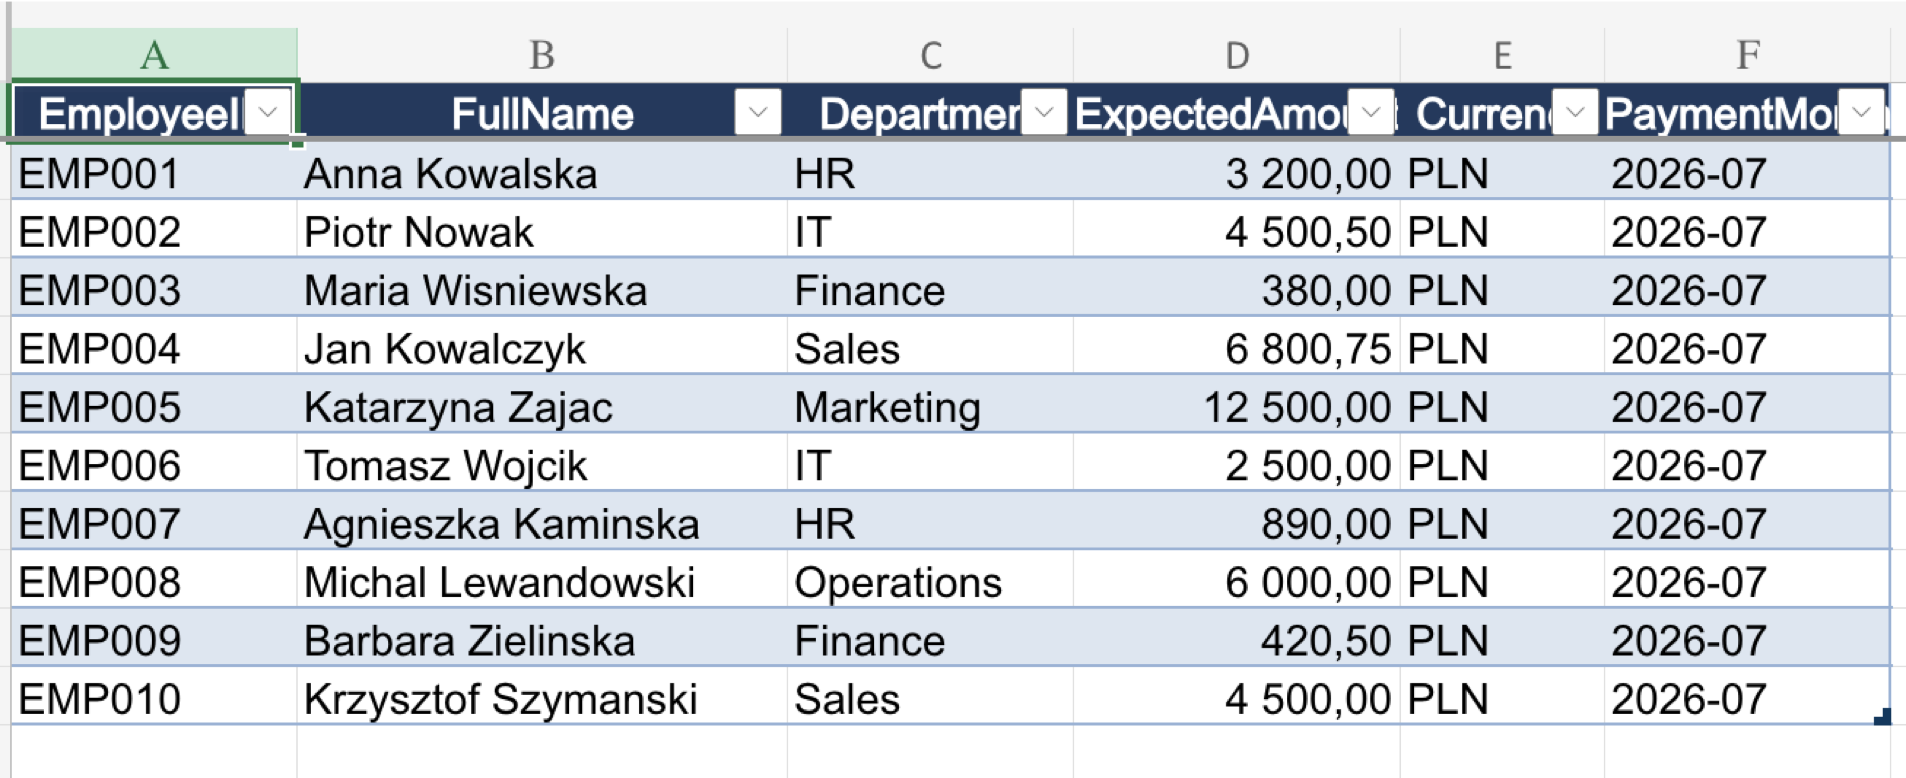 A B C D E F
EmployeeI FullName Departmen ExpectedAmou Curren PaymentMon
EMP001 Anna Kowalska HR 3 200,00 PLN 2026-07
EMP002 Piotr Nowak IT 4 500,50 PLN 2026-07
EMP003 Maria Wisniewska Finance 380,00 PLN 2026-07
EMP004 Jan Kowalczyk Sales 6 800,75 PLN 2026-07
EMP005 Katarzyna Zajac Marketing 12 500,00 PLN 2026-07
EMP006 Tomasz Wojcik IT 2 500,00 PLN 2026-07
EMP007 Agnieszka Kaminska HR 890,00 PLN 2026-07
EMP008 Michal Lewandowski Operations 6 000,00 PLN 2026-07
EMP009 Barbara Zielinska Finance 420,50 PLN 2026-07
EMP010 Krzysztof Szymanski Sales 4 500,00 PLN 2026-07